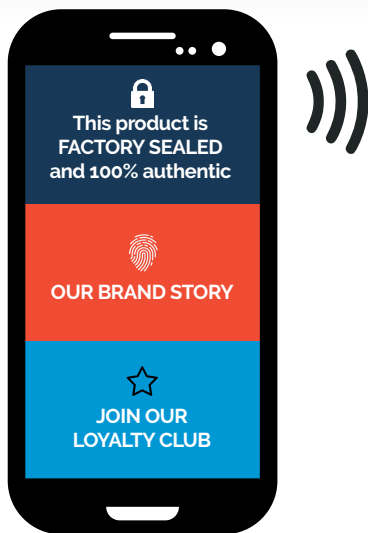 This product is
FACTORY SEALED
and 100% authentic
OUR BRAND STORY
JOIN OUR
LOYALTY CLUB